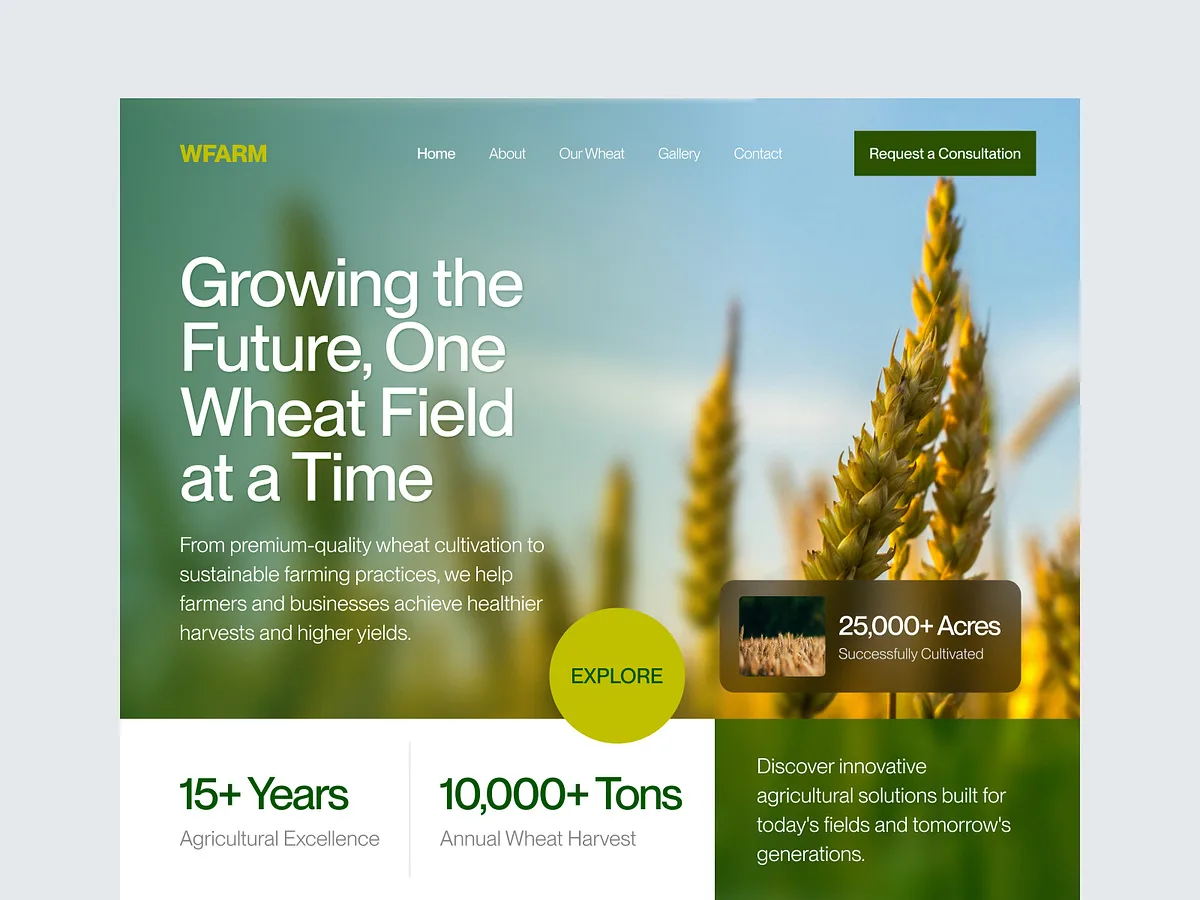 WFARM
Home About Our Wheat Gallery Contact
Request a Consultation
Growing the
Future, One
Wheat Field
at a Time
From premium-quality wheat cultivation to
sustainable farming practices, we help
farmers and businesses achieve healthier
harvests and higher yields.
EXPLORE
25,000+ Acres
Successfully Cultivated
15+ Years
Agricultural Excellence
10,000+ Tons
Annual Wheat Harvest
Discover innovative
agricultural solutions built for
today's fields and tomorrow's
generations.